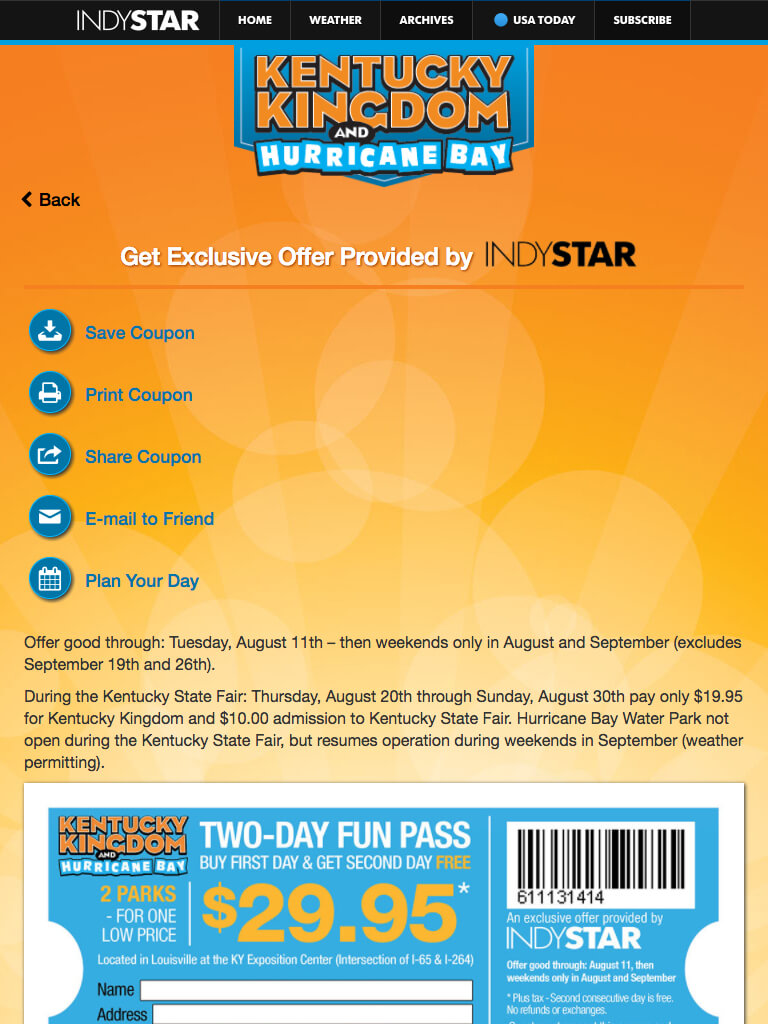 INDYSTAR HOME WEATHER ARCHIVES USA TODAY SUBSCRIBE
KENTUCKY
KINGDOM
AND
HURRICANE BAY
Back
Get Exclusive Offer Provided by INDYSTAR
Save Coupon
Print Coupon
Share Coupon
E-mail to Friend
Plan Your Day
Offer good through: Tuesday, August 11th – then weekends only in August and September (excludes
September 19th and 26th).
During the Kentucky State Fair: Thursday, August 20th through Sunday, August 30th pay only $19.95
for Kentucky Kingdom and $10.00 admission to Kentucky State Fair. Hurricane Bay Water Park not
open during the Kentucky State Fair, but resumes operation during weekends in September (weather
permitting).
KENTUCKY
KINGDOM
AND
HURRICANE BAY
TWO-DAY FUN PASS
BUY FIRST DAY & GET SECOND DAY FREE
2 PARKS
- FOR ONE
LOW PRICE
$29.95*
Located in Louisville at the KY Exposition Center (Intersection of I-65 & I-264)
Name
Address
611131414
An exclusive offer provided by
INDYSTAR
Offer good through: August 11, then
weekends only in August and September
* Plus tax - Second consecutive day is free.
No refunds or exchanges.